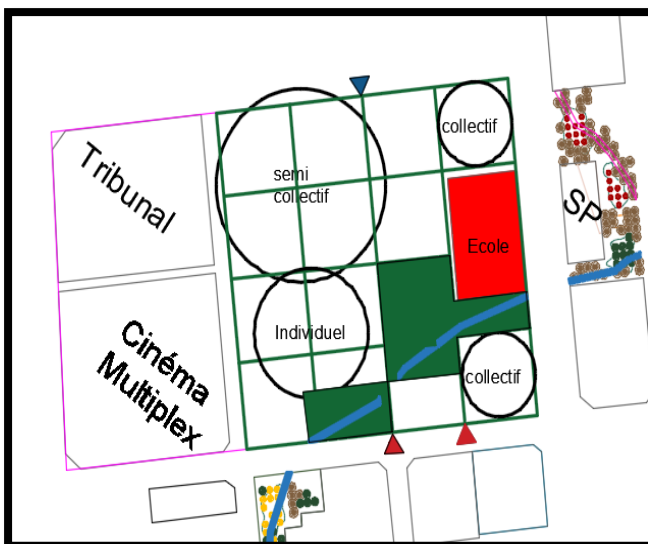 collectif
Tribunal
semi
collectif
SP
Ecole
Individuel
Cinéma
Multiplex
collectif